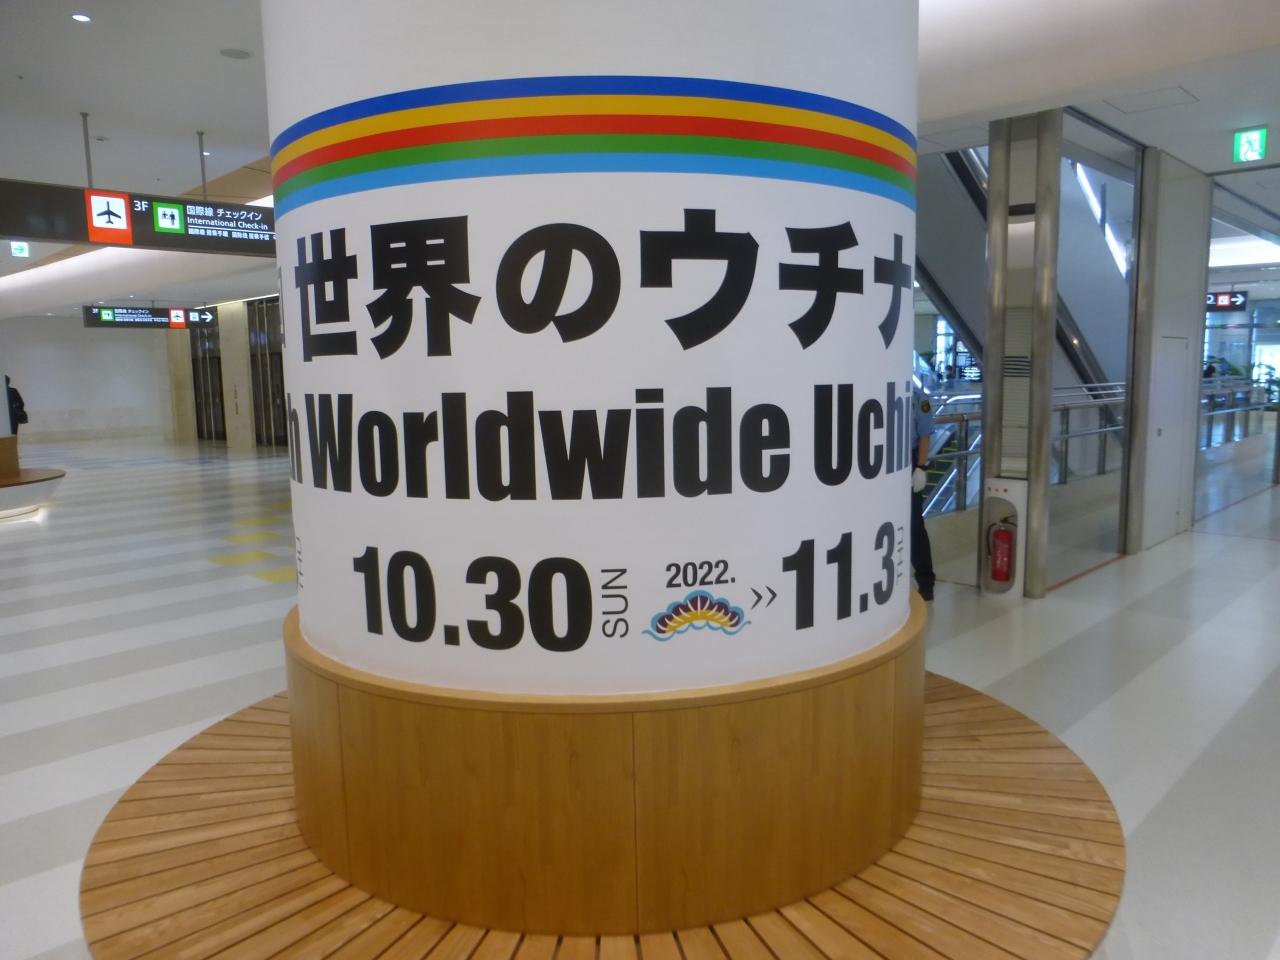 3F 国際線 チェックイン
International Check-in
世界のウチナ
h Worldwide Uchi
10.30 SUN 2022. >> 11.3 THU